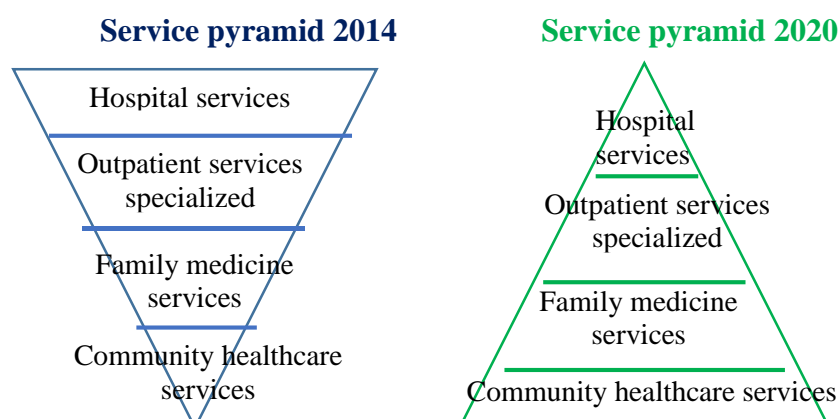 Service pyramid 2014
Hospital services
Outpatient services
specialized
Family medicine
services
Community healthcare
services
Service pyramid 2020
Hospital
services
Outpatient services
specialized
Family medicine
services
Community healthcare services